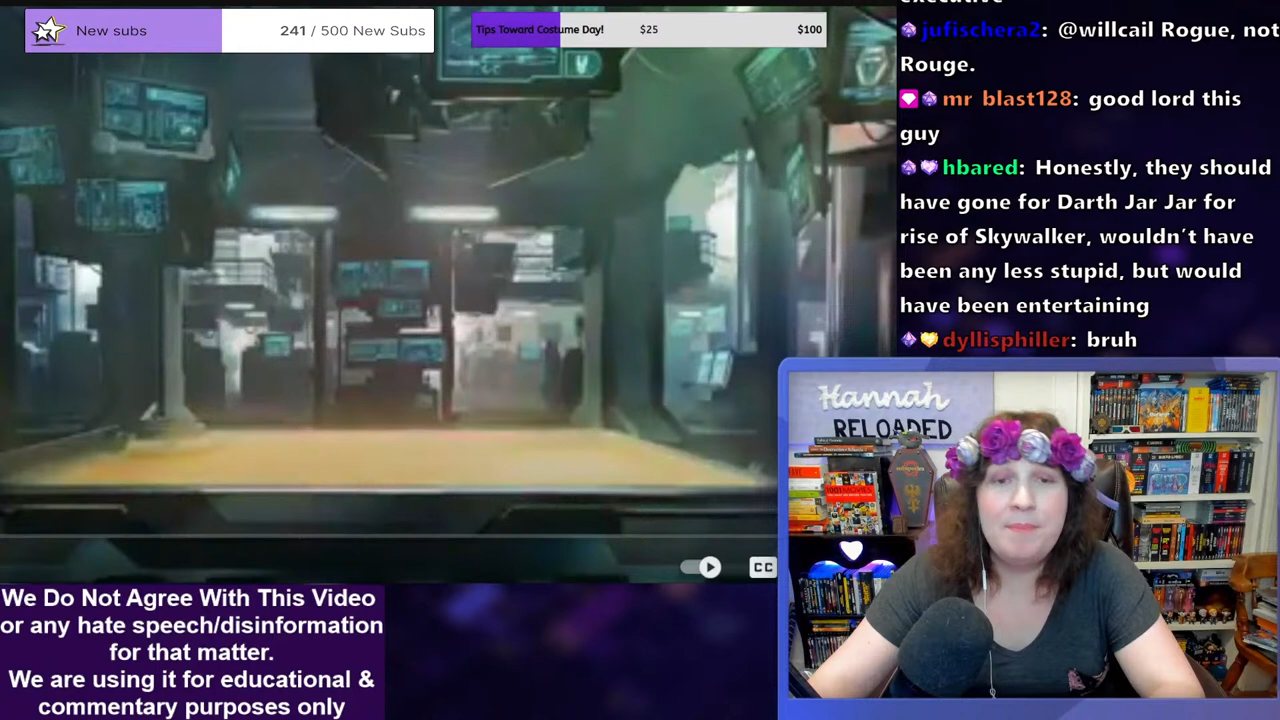 New subs
241 / 500 New Subs
Tips Toward Costume Day!
$25
$100
executive
jufischera2: @willcail Rogue, not
Rouge.
mr blast128: good lord this
guy
hbared: Honestly, they should
have gone for Darth Jar Jar for
rise of Skywalker, wouldn't have
been any less stupid, but would
have been entertaining
dyllisphiller: bruh
CC
Hannah
RELOADED
We Do Not Agree With This Video
or any hate speech/disinformation
for that matter.
We are using it for educational &
commentary purposes only